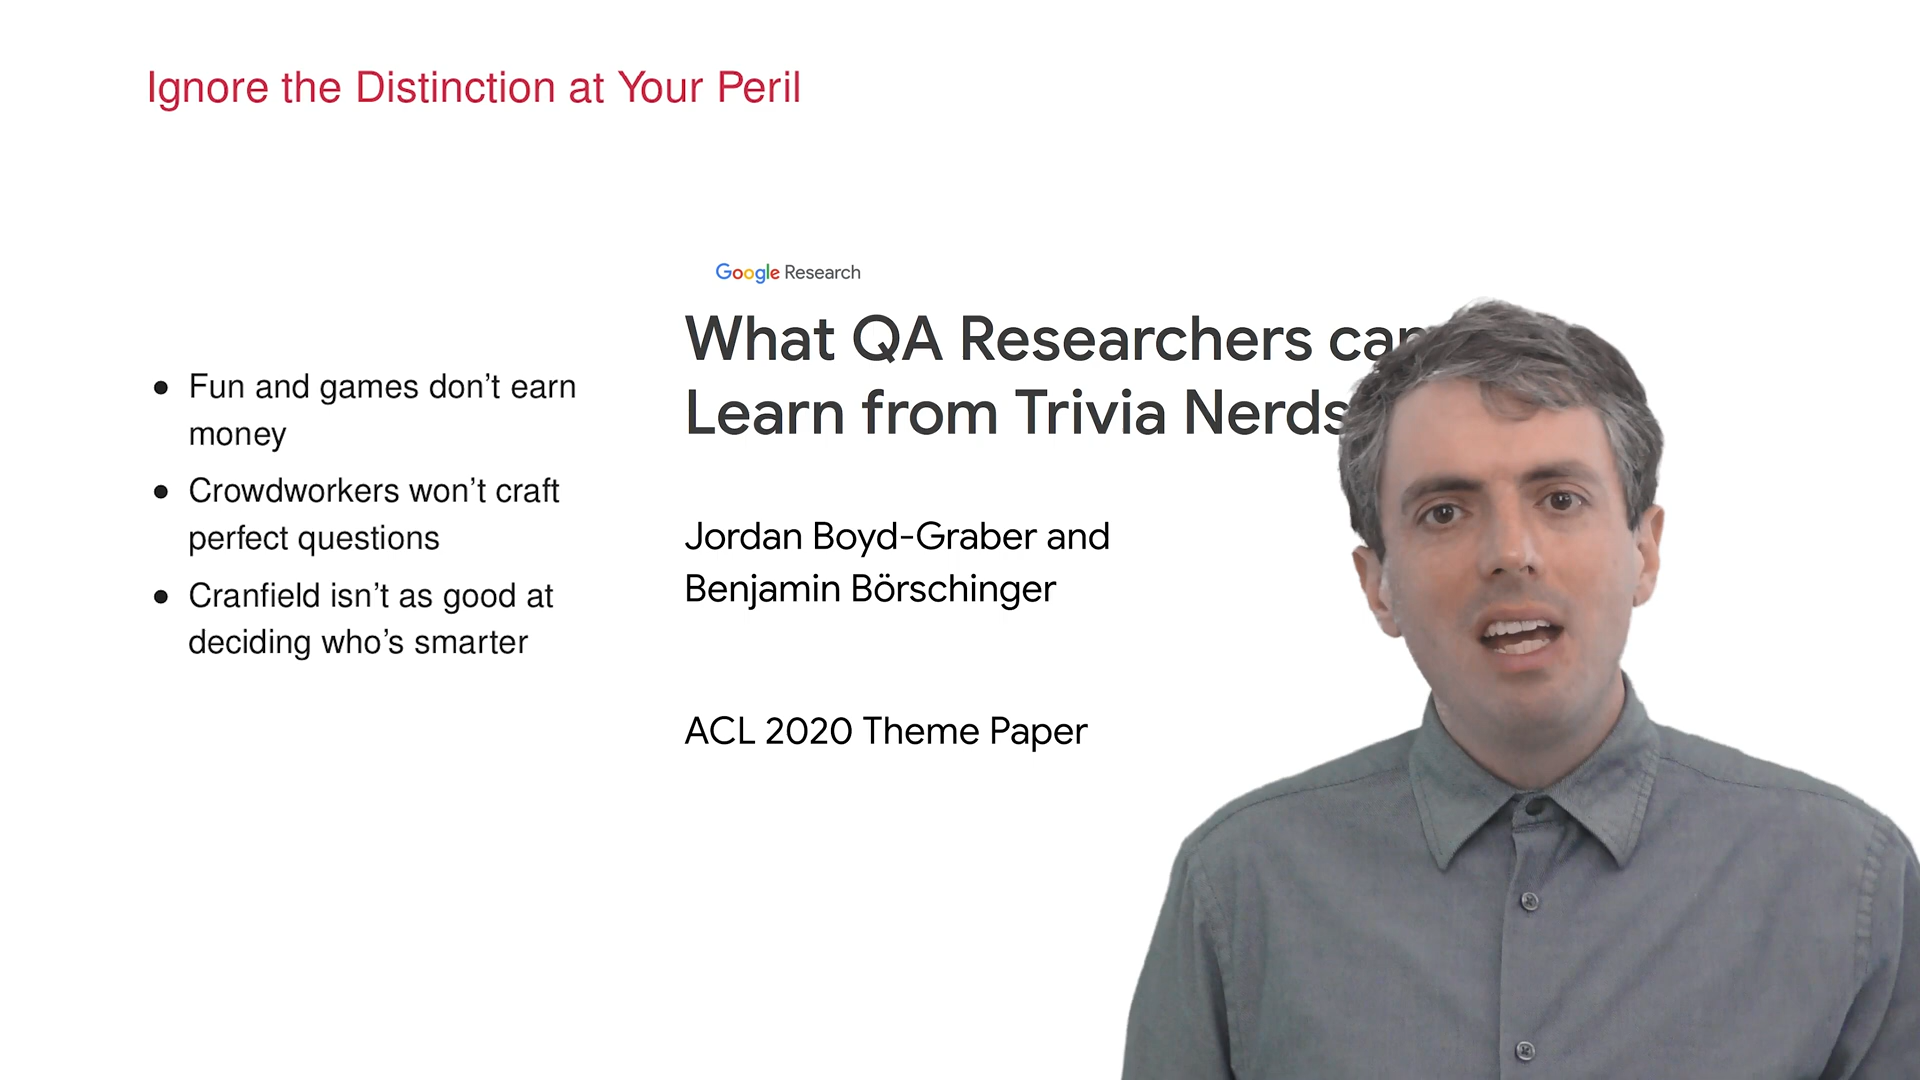 Ignore the Distinction at Your Peril
● Fun and games don’t earn
money
● Crowdworkers won’t craft
perfect questions
● Cranfield isn’t as good at
deciding who’s smarter
Google Research
What QA Researchers can
Learn from Trivia Nerds
Jordan Boyd-Graber and
Benjamin Börschinger
ACL 2020 Theme Paper